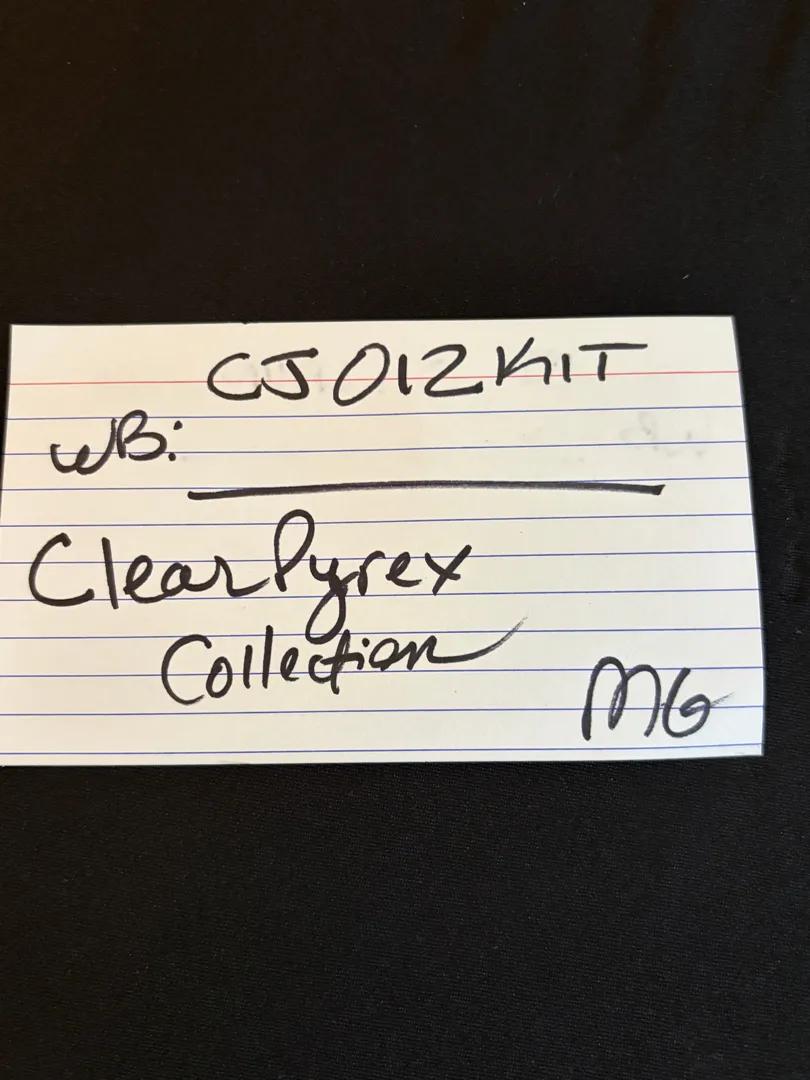 CJ012KIT
WB:
Clear Pyrex
Collection
MG